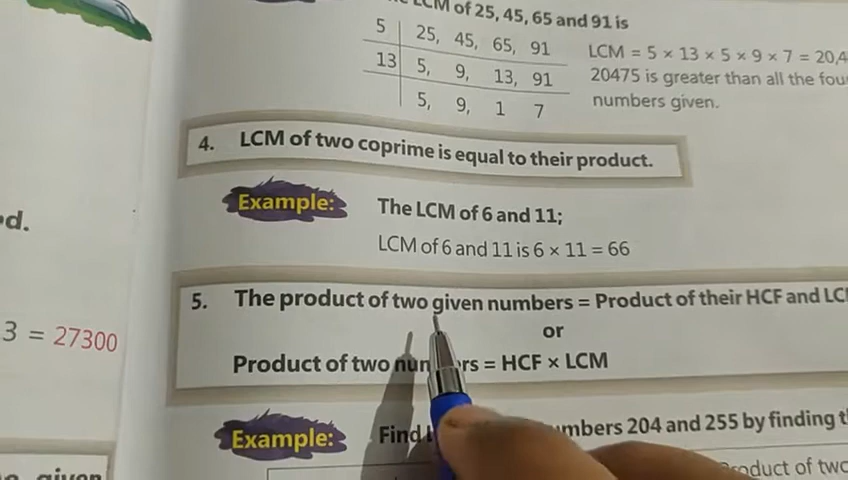 LCM of 25, 45, 65 and 91 is
5 25, 45, 65, 91
13 5, 9, 13, 91
5, 9, 1 7
LCM = 5 × 13 × 5 × 9 × 7 = 20,4
20475 is greater than all the fou
numbers given.
4. LCM of two coprime is equal to their product.
Example: The LCM of 6 and 11;
LCM of 6 and 11 is 6 × 11 = 66
d.
3 = 27300
5. The product of two given numbers = Product of their HCF and LC
or
Product of two num rs = HCF × LCM
Example: Find mbers 204 and 255 by finding t
given
oduct of two